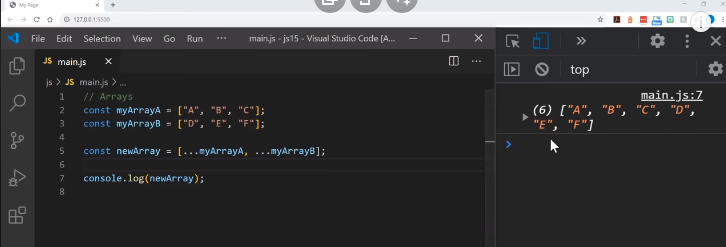 My Page
127.0.0.1:5500
File Edit Selection View Go Run ... main.js - js15 - Visual Studio Code [A...
JS main.js
js > JS main.js > ...
1 // Arrays
2 const myArrayA = ["A", "B", "C"];
3 const myArrayB = ["D", "E", "F"];
4
5 const newArray = [...myArrayA, ...myArrayB];
6
7 console.log(newArray);
8
top
main.js:7
(6) ["A", "B", "C", "D",
"E", "F"]